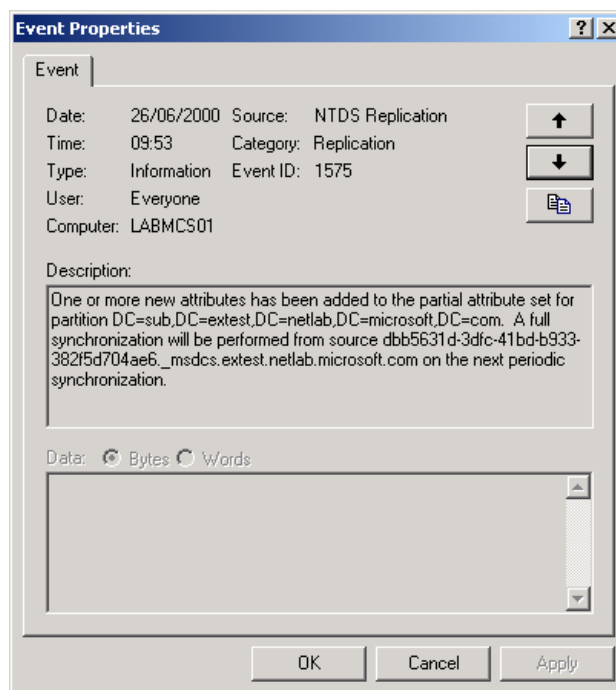 Event Properties
Event
Date: 26/06/2000 Source: NTDS Replication
Time: 09:53 Category: Replication
Type: Information Event ID: 1575
User: Everyone
Computer: LABMCS01
Description:
One or more new attributes has been added to the partial attribute set for
partition DC=sub,DC=extest,DC=netlab,DC=microsoft,DC=com. A full
synchronization will be performed from source dbb5631d-3dfc-41bd-b933-
382f5d704ae6._msdcs.extest.netlab.microsoft.com on the next periodic
synchronization.
Data: Bytes Words
OK Cancel Apply